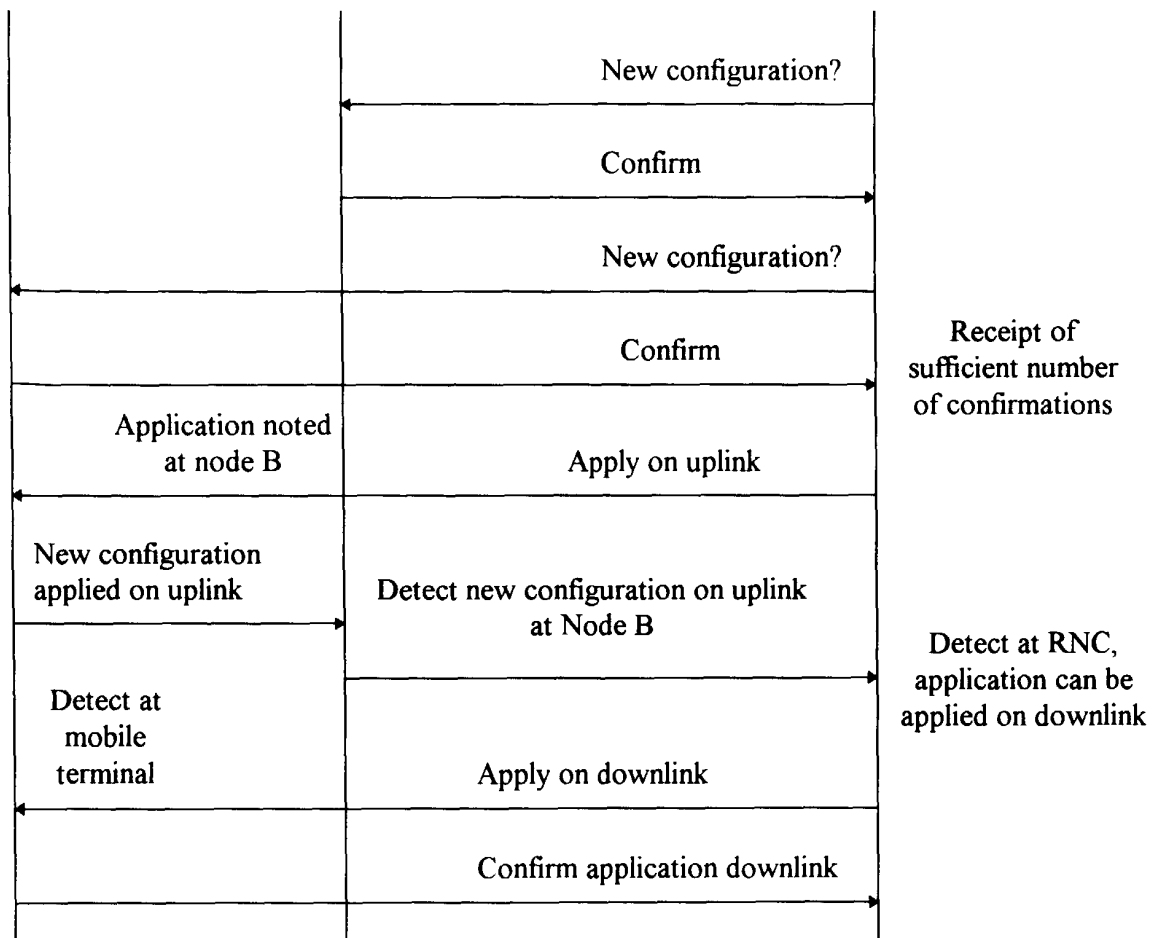 New configuration?
Confirm
New configuration?
Confirm
Receipt of
sufficient number
of confirmations
Application noted
at node B
Apply on uplink
New configuration
applied on uplink
Detect new configuration on uplink
at Node B
Detect at RNC,
application can be
applied on downlink
Detect at
mobile
terminal
Apply on downlink
Confirm application downlink